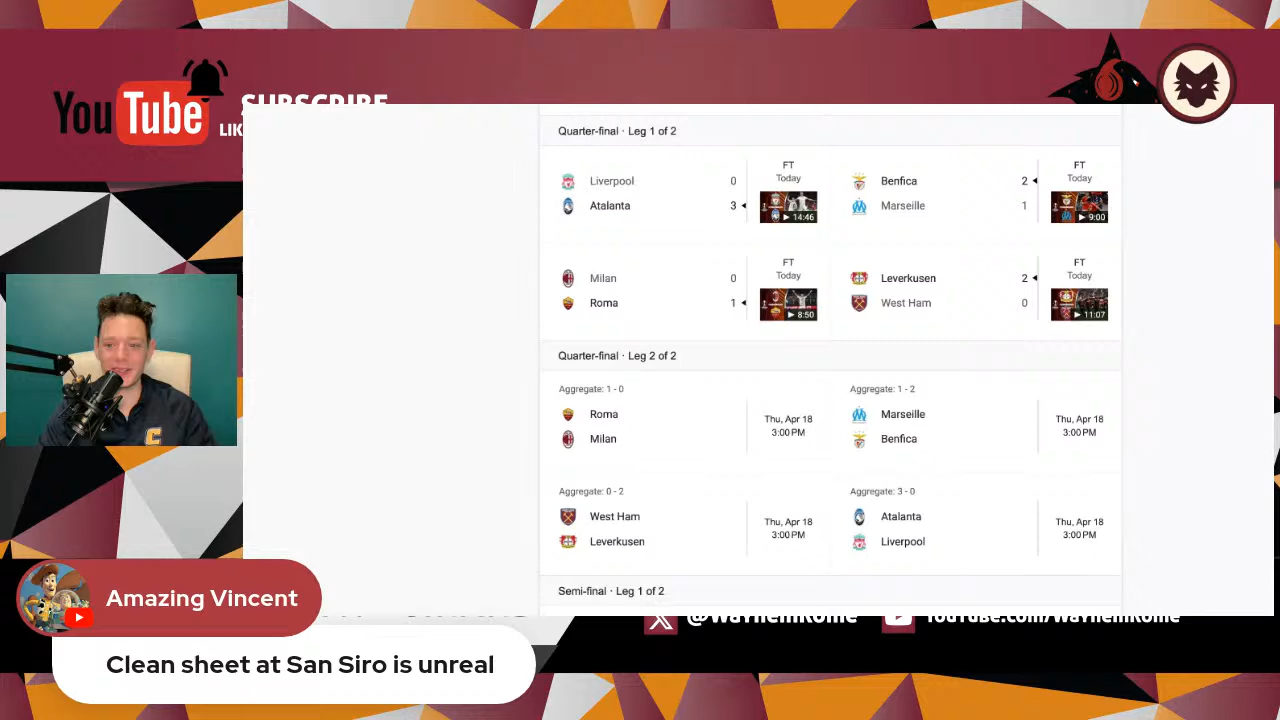 YouTube
SUBSCRIBE
LIK
Quarter-final · Leg 1 of 2
Liverpool 0
Atalanta 3
FT
Today
14:46
Benfica 2
Marseille 1
FT
Today
9:00
Milan 0
Roma 1
FT
Today
8:50
Leverkusen 2
West Ham 0
FT
Today
11:07
Quarter-final · Leg 2 of 2
Aggregate: 1 - 0
Roma
Milan
Thu, Apr 18
3:00 PM
Aggregate: 1 - 2
Marseille
Benfica
Thu, Apr 18
3:00 PM
Aggregate: 0 - 2
West Ham
Leverkusen
Thu, Apr 18
3:00 PM
Aggregate: 3 - 0
Atalanta
Liverpool
Thu, Apr 18
3:00 PM
Semi-final · Leg 1 of 2
@WayneInRome
YouTube.com/WayneInRome
Amazing Vincent
Clean sheet at San Siro is unreal